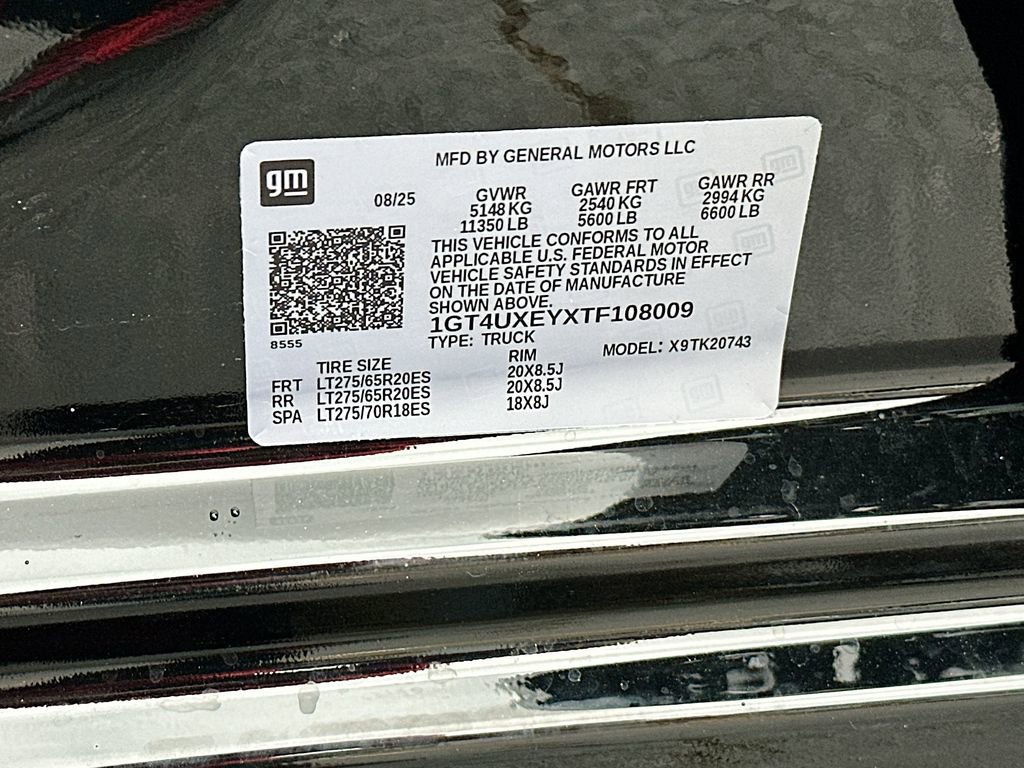 gm
MFD BY GENERAL MOTORS LLC
08/25
GVWR GAWR FRT GAWR RR
5148 KG 2540 KG 2994 KG
11350 LB 5600 LB 6600 LB
THIS VEHICLE CONFORMS TO ALL
APPLICABLE U.S. FEDERAL MOTOR
VEHICLE SAFETY STANDARDS IN EFFECT
ON THE DATE OF MANUFACTURE
SHOWN ABOVE.
8555
1GT4UXEYXTF108009
TYPE: TRUCK MODEL: X9TK20743
TIRE SIZE RIM
FRT LT275/65R20ES 20X8.5J
RR LT275/65R20ES 20X8.5J
SPA LT275/70R18ES 18X8J